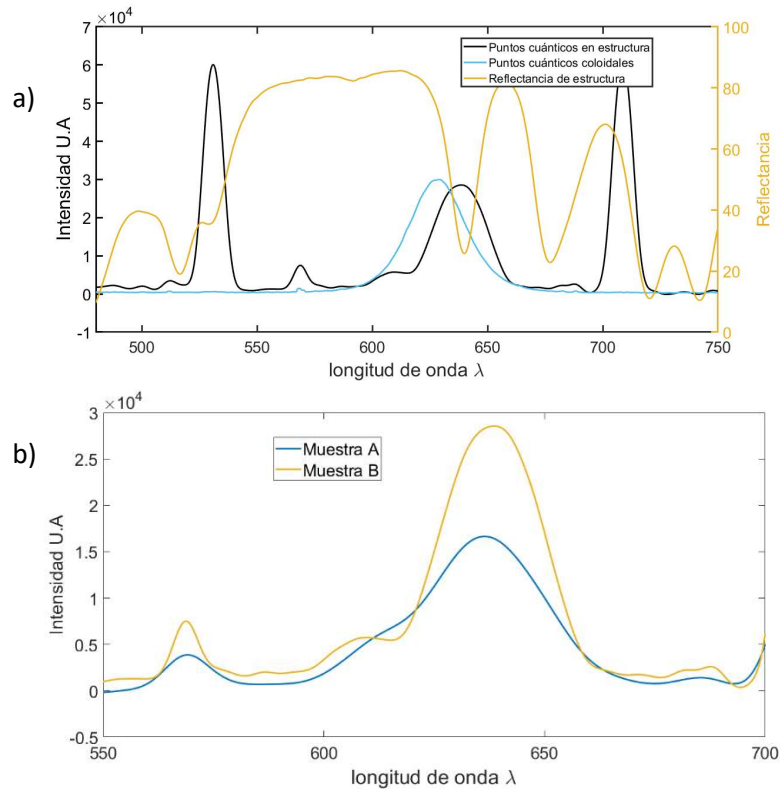 a)
×10⁴
7
6
5
4
3
2
1
0
-1
Intensidad U.A
Puntos cuánticos en estructura
Puntos cuánticos coloidales
Reflectancia de estructura
100
80
60
40
20
0
Reflectancia
500 550 600 650 700 750
longitud de onda λ
b)
×10⁴
3
2.5
2
1.5
1
0.5
0
-0.5
Intensidad U.A
Muestra A
Muestra B
550 600 650 700
longitud de onda λ